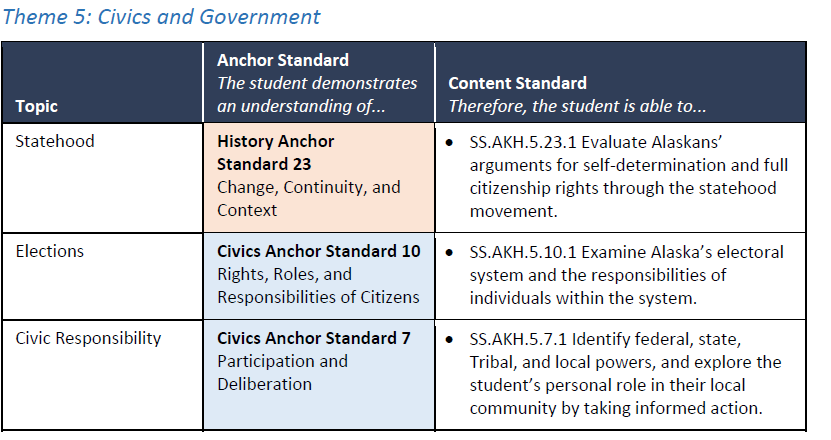 Theme 5: Civics and Government
Topic
Anchor Standard
The student demonstrates
an understanding of...
Content Standard
Therefore, the student is able to...
Statehood
History Anchor
Standard 23
Change, Continuity, and
Context
• SS.AKH.5.23.1 Evaluate Alaskans’
arguments for self-determination and full
citizenship rights through the statehood
movement.
Elections
Civics Anchor Standard 10
Rights, Roles, and
Responsibilities of Citizens
• SS.AKH.5.10.1 Examine Alaska’s electoral
system and the responsibilities of
individuals within the system.
Civic Responsibility
Civics Anchor Standard 7
Participation and
Deliberation
• SS.AKH.5.7.1 Identify federal, state,
Tribal, and local powers, and explore the
student’s personal role in their local
community by taking informed action.